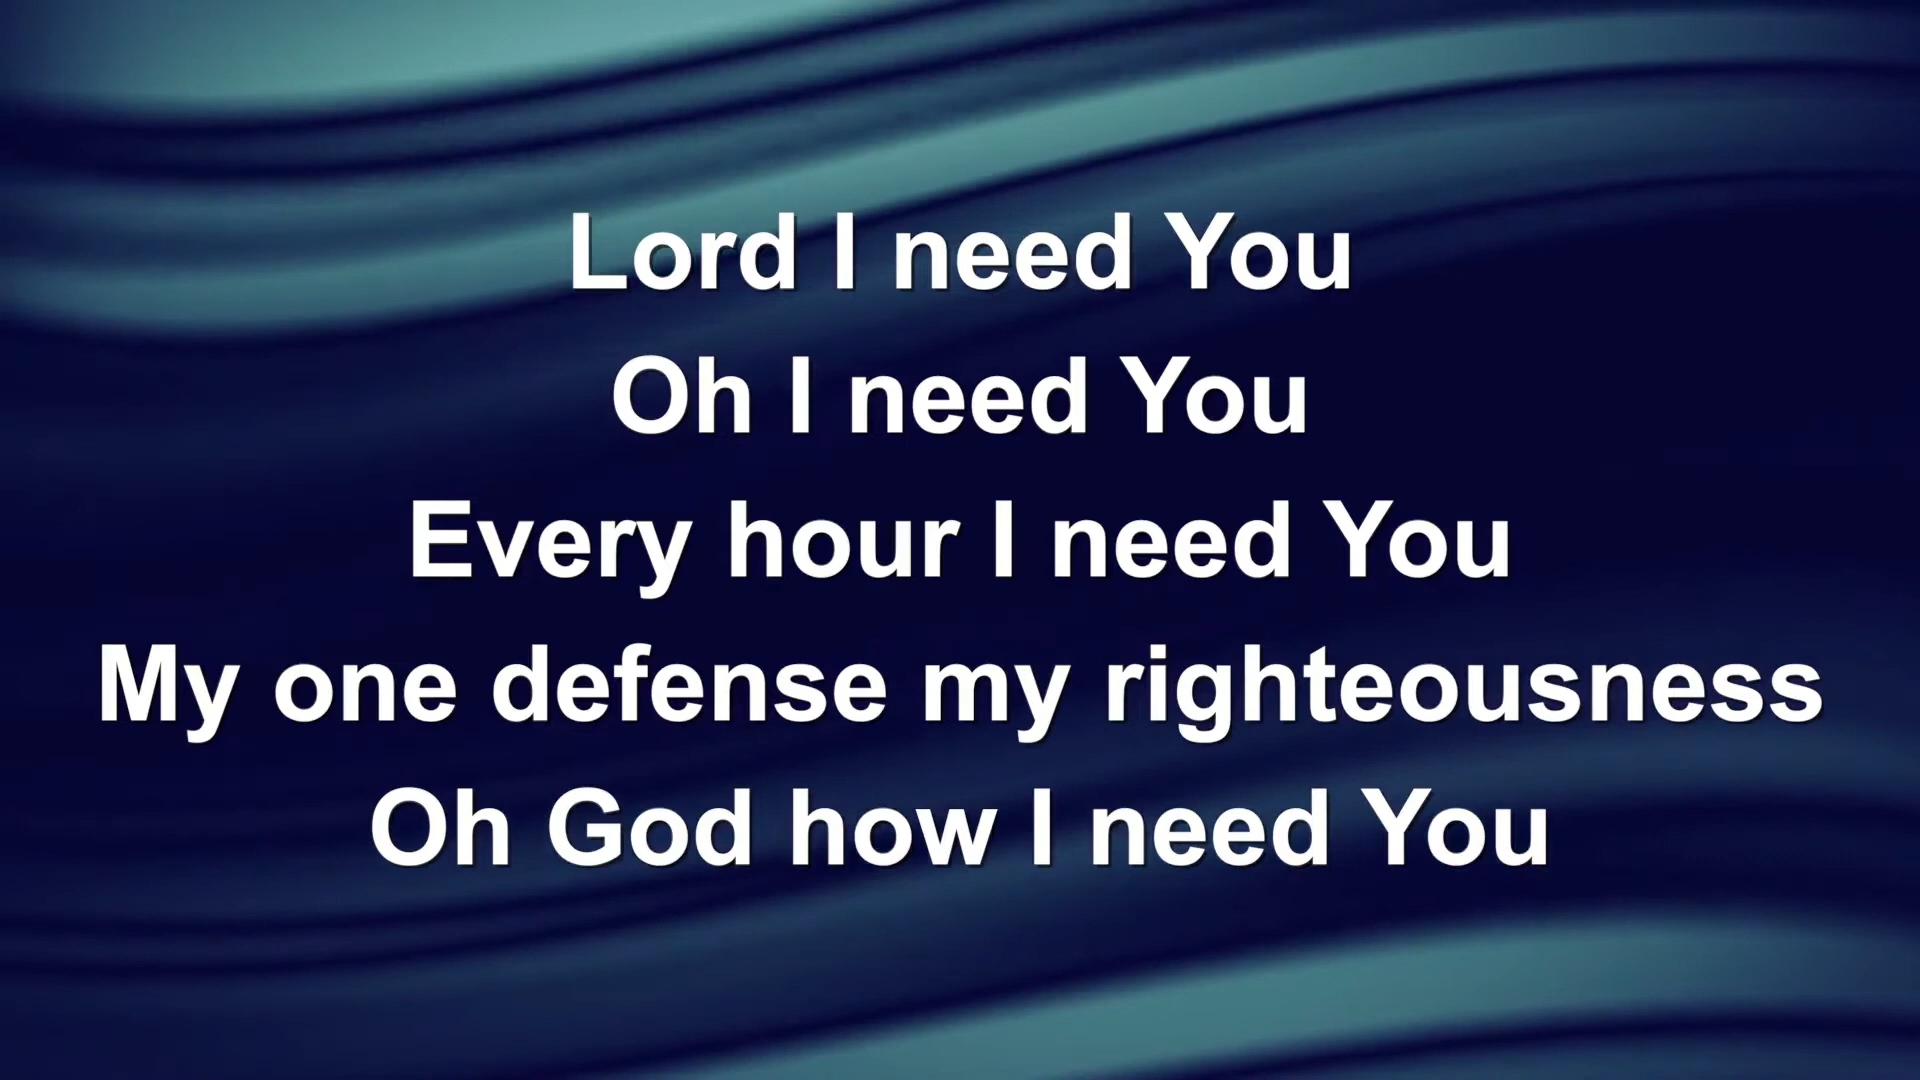 Lord I need You
Oh I need You
Every hour I need You
My one defense my righteousness
Oh God how I need You